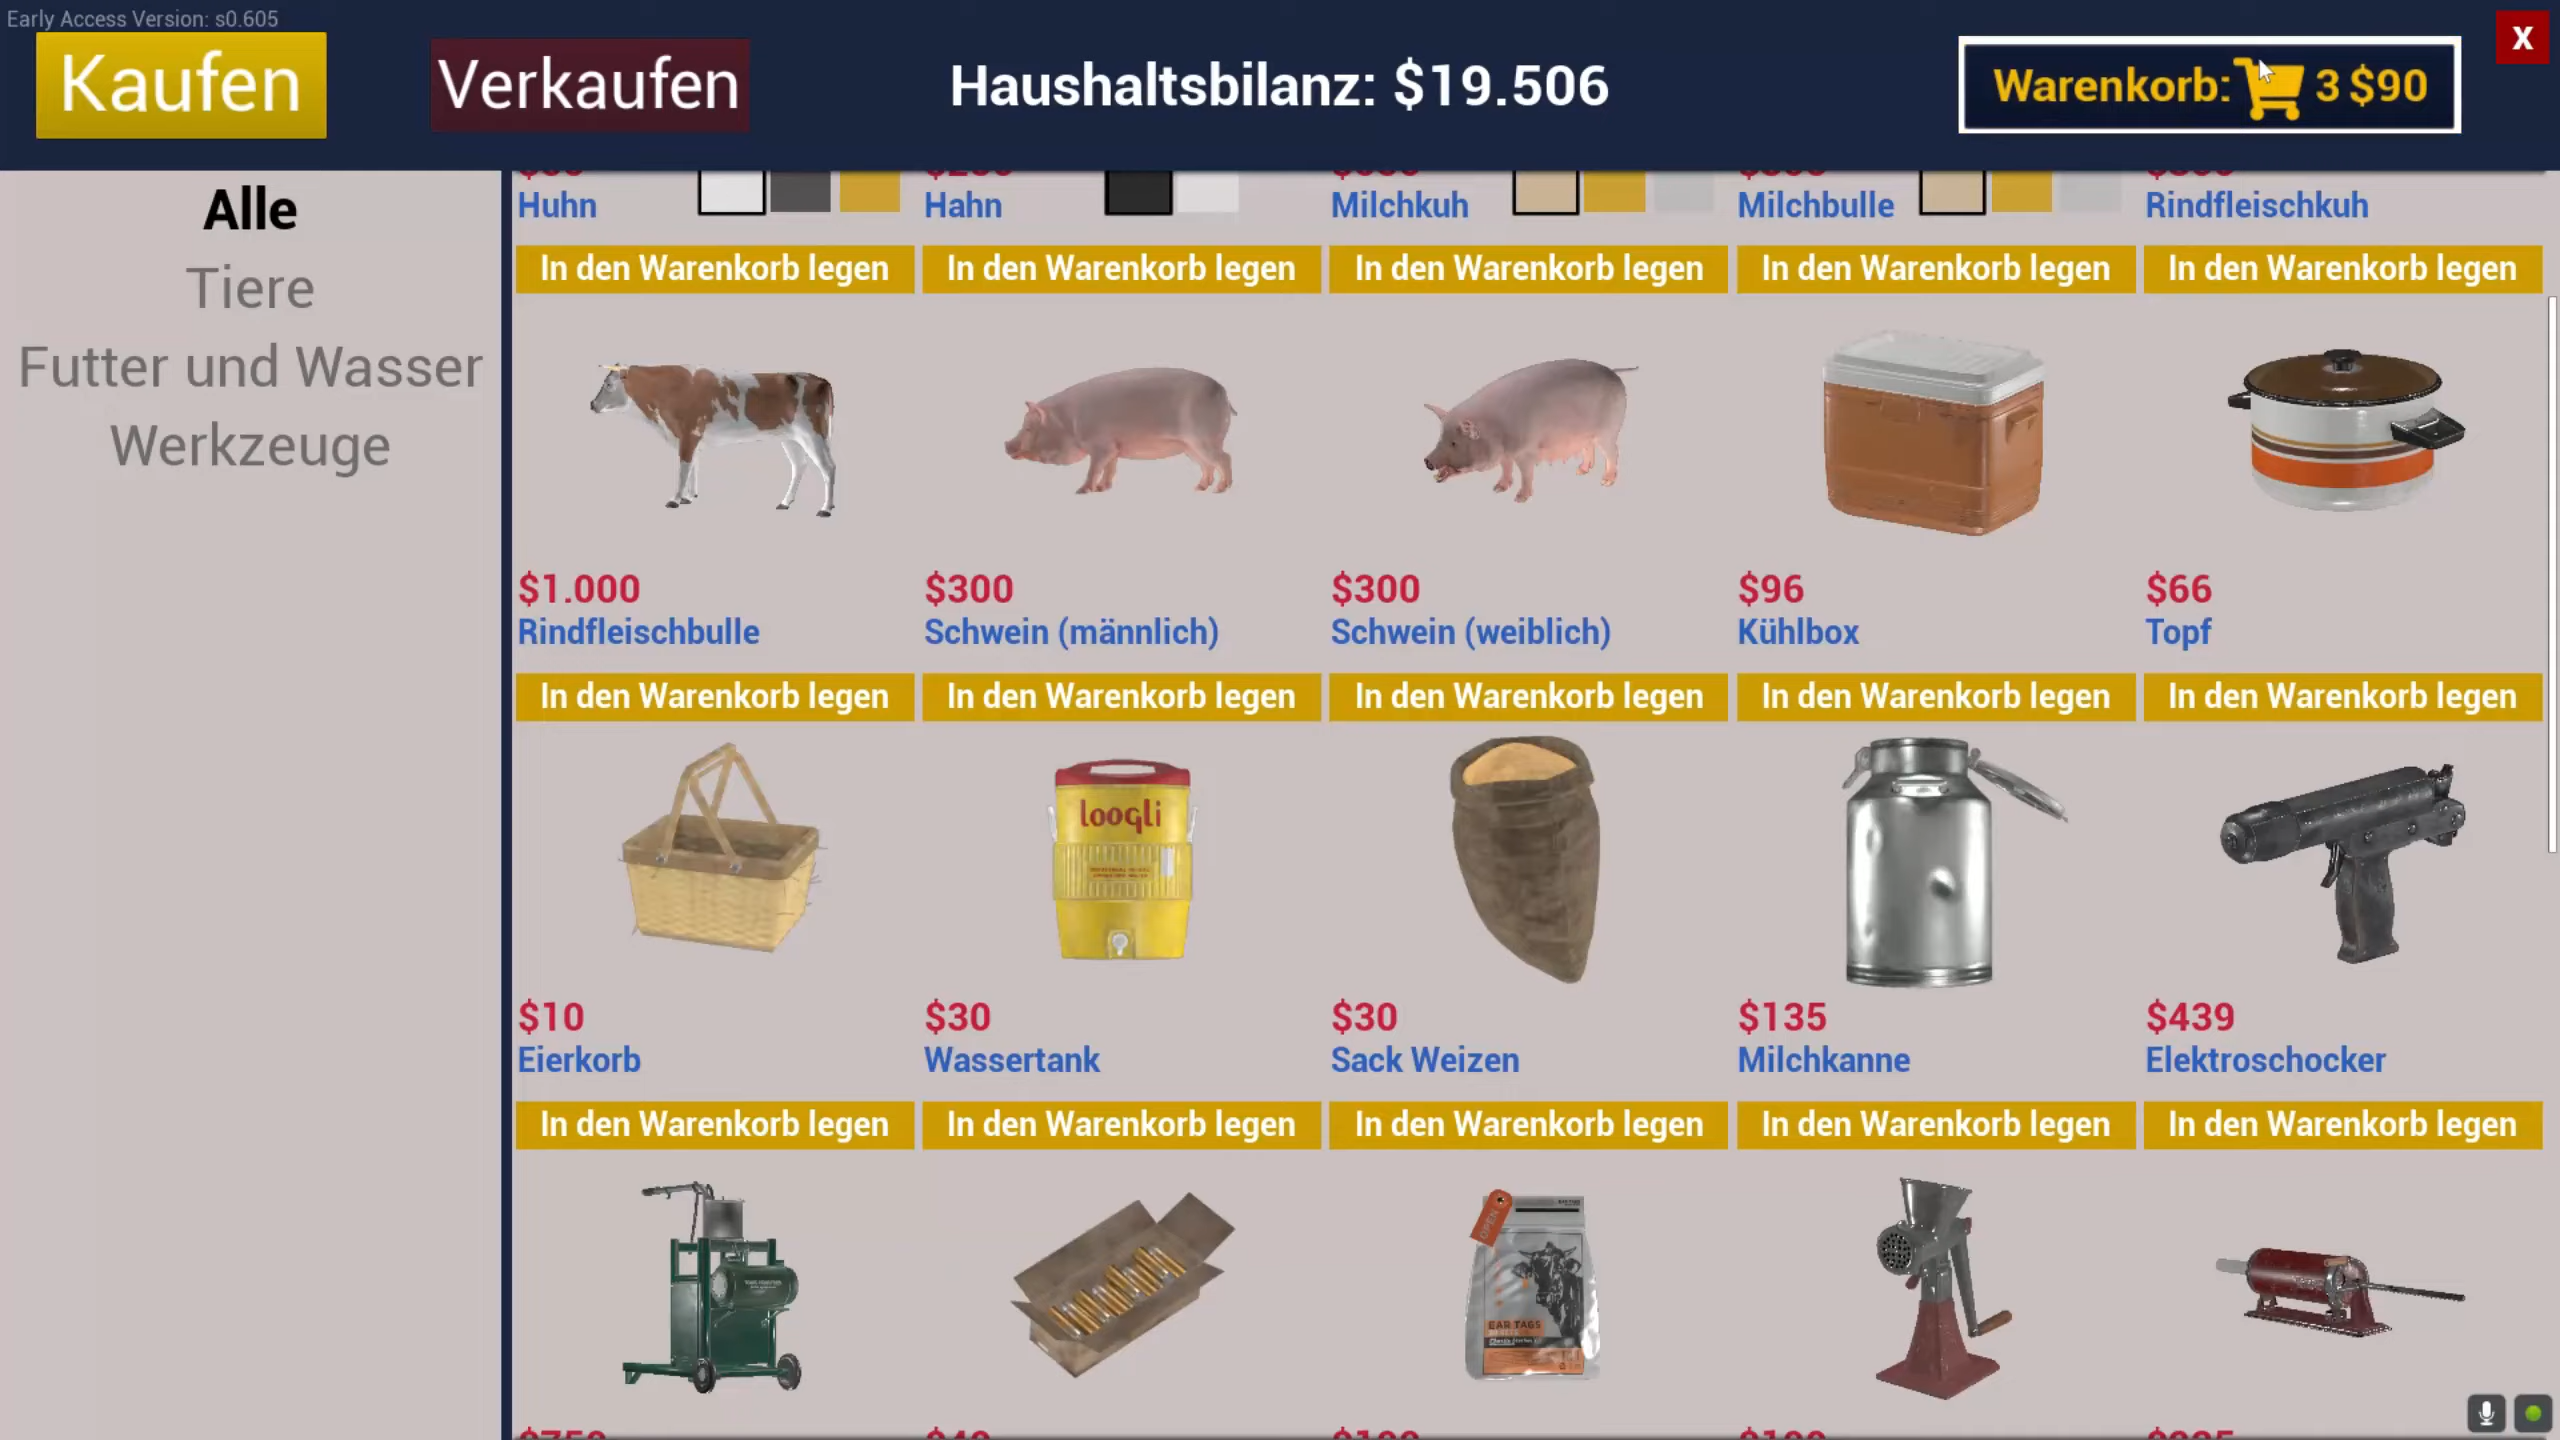 Early Access Version: s0.605
Kaufen
Verkaufen
Haushaltsbilanz: $19.506
Warenkorb: 3 $90
X
Alle
Tiere
Futter und Wasser
Werkzeuge
Huhn
Hahn
Milchkuh
Milchbulle
Rindfleischkuh
In den Warenkorb legen
In den Warenkorb legen
In den Warenkorb legen
In den Warenkorb legen
In den Warenkorb legen
$1.000
Rindfleischbulle
$300
Schwein (männlich)
$300
Schwein (weiblich)
$96
Kühlbox
$66
Topf
In den Warenkorb legen
In den Warenkorb legen
In den Warenkorb legen
In den Warenkorb legen
In den Warenkorb legen
loogli
$10
Eierkorb
$30
Wassertank
$30
Sack Weizen
$135
Milchkanne
$439
Elektroschocker
In den Warenkorb legen
In den Warenkorb legen
In den Warenkorb legen
In den Warenkorb legen
In den Warenkorb legen
OPEN
EAR TAGS